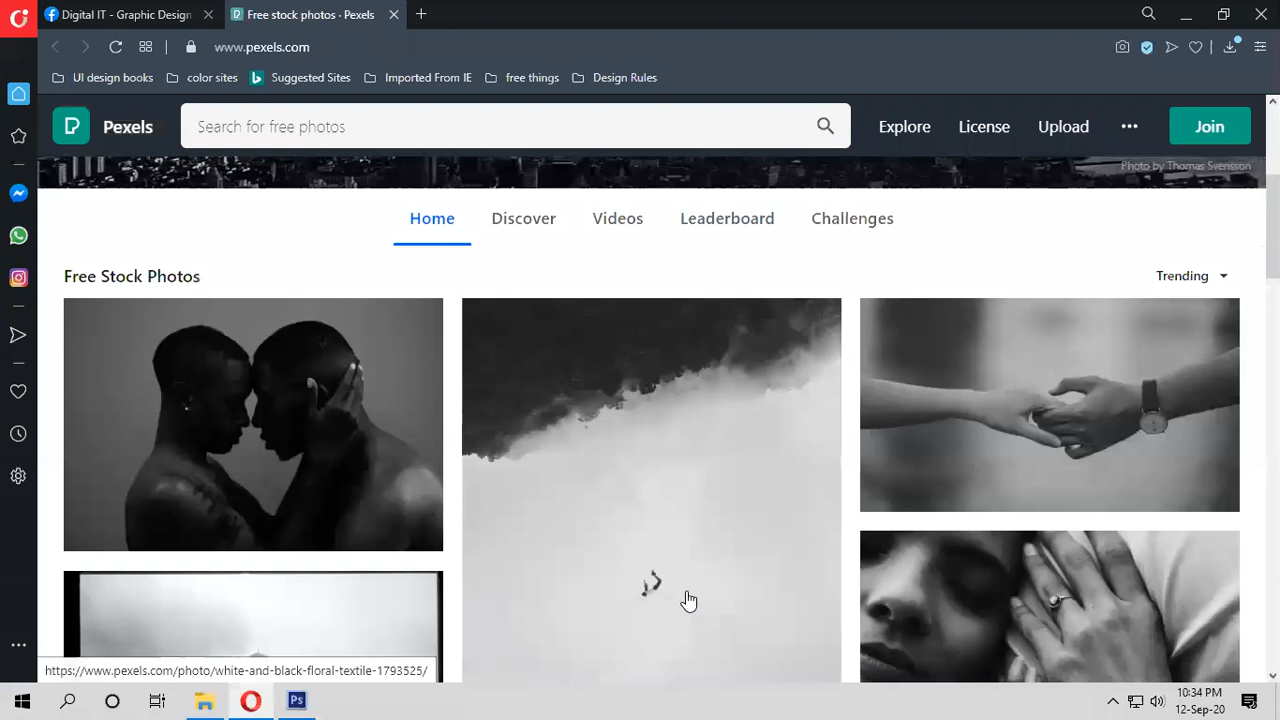 Digital IT - Graphic Design
Free stock photos · Pexels
www.pexels.com
UI design books
color sites
Suggested Sites
Imported From IE
free things
Design Rules
Pexels
Search for free photos
Explore
License
Upload
Join
Photo by Thomas Svensson
Home
Discover
Videos
Leaderboard
Challenges
Free Stock Photos
Trending
https://www.pexels.com/photo/white-and-black-floral-textile-1793525/
Ps
10:34 PM
12-Sep-20